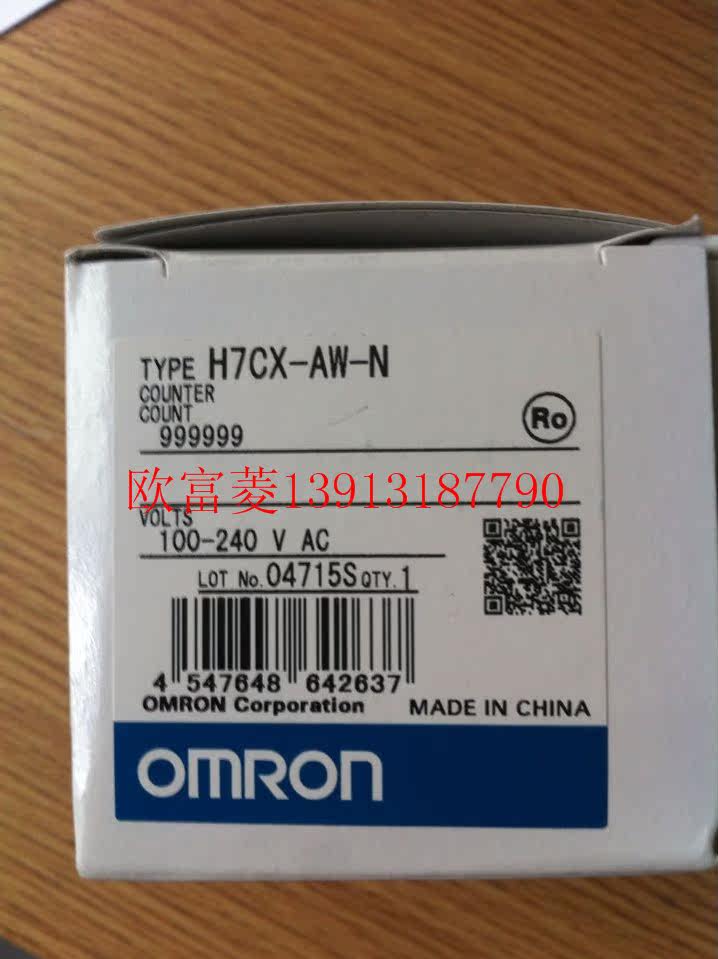 TYPE H7CX-AW-N
COUNTER
COUNT
999999
Ro
欧富菱13913187790
VOLTS
100-240 V AC
LOT No. 04715S QTY. 1
4 547648 642637
OMRON Corporation
MADE IN CHINA
OMRON